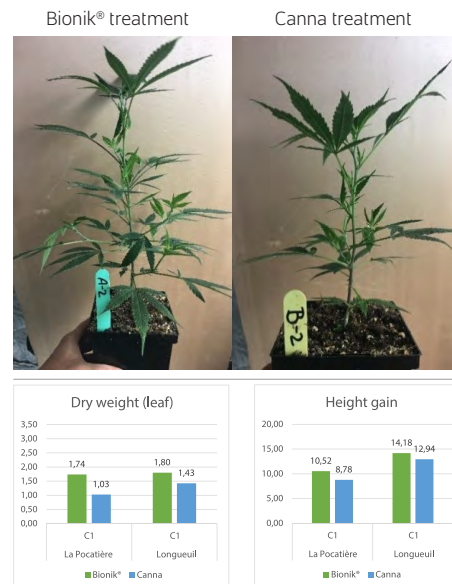 Bionik® treatment
Canna treatment
A-2
B-2
Dry weight (leaf)
3,50
3,00
2,50
2,00
1,50
1,00
0,50
0,00
1,74
1,03
1,80
1,43
C1
C1
La Pocatière
Longueuil
Bionik®
Canna
Height gain
20,00
15,00
10,00
5,00
0,00
10,52
8,78
14,18
12,94
C1
C1
La Pocatière
Longueuil
Bionik®
Canna